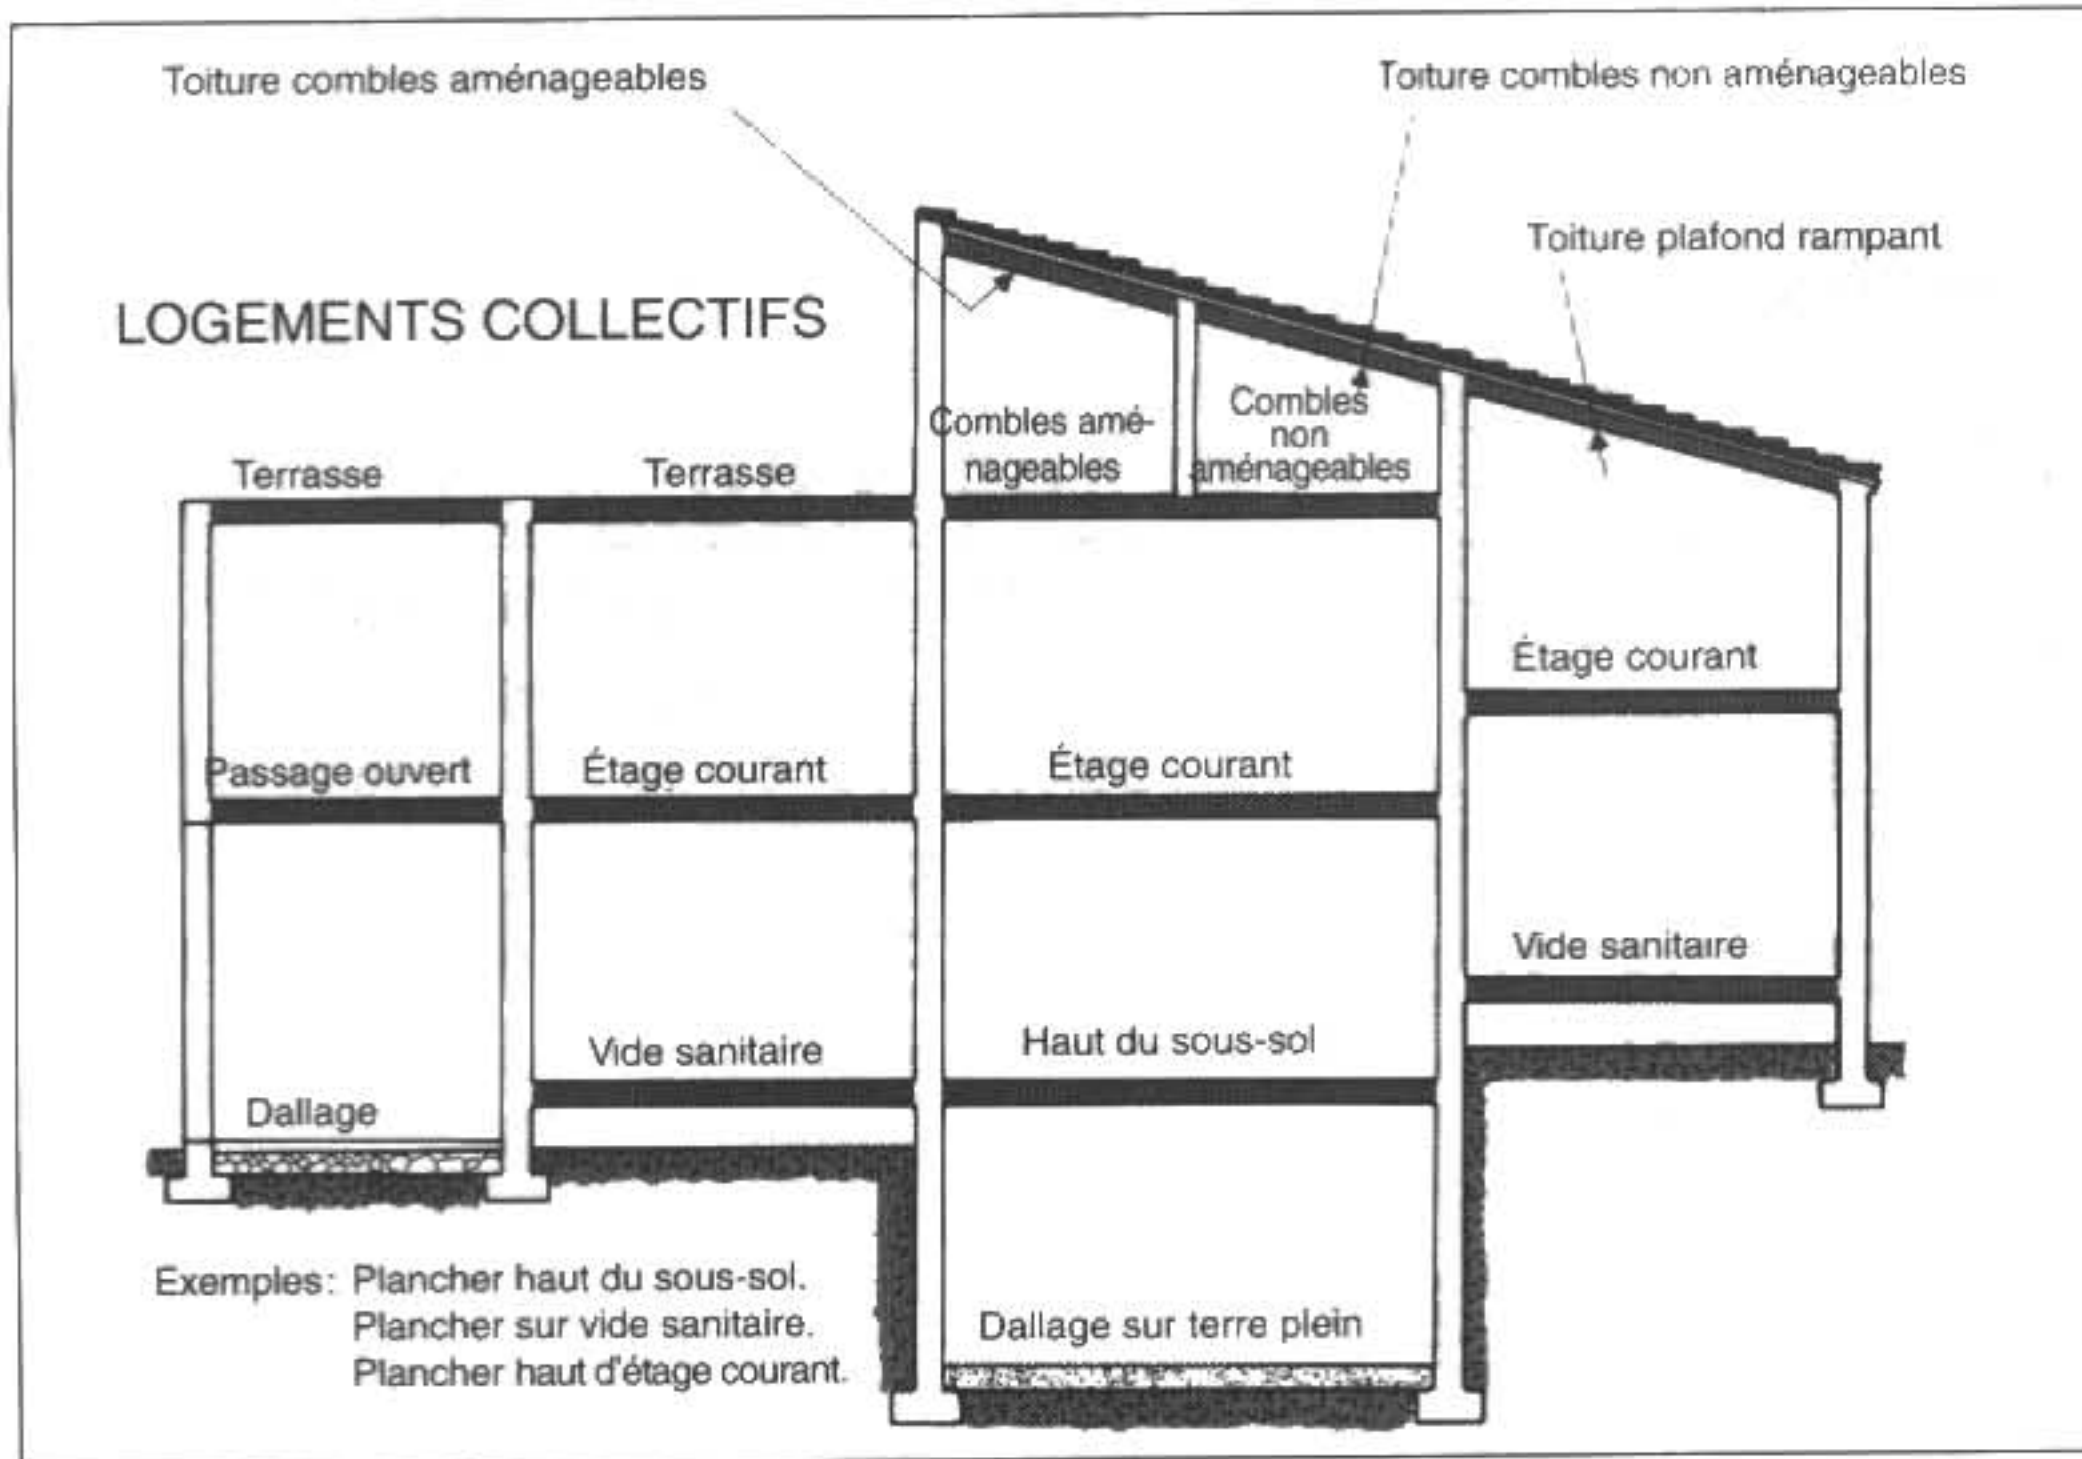 Toiture combles aménageables
Toiture combles non aménageables
Toiture plafond rampant
LOGEMENTS COLLECTIFS
Combles amé-
nageables
Combles
non
aménageables
Terrasse
Terrasse
Étage courant
Passage ouvert
Étage courant
Étage courant
Vide sanitaire
Vide sanitaire
Haut du sous-sol
Dallage
Exemples: Plancher haut du sous-sol.
Plancher sur vide sanitaire.
Plancher haut d'étage courant.
Dallage sur terre plein